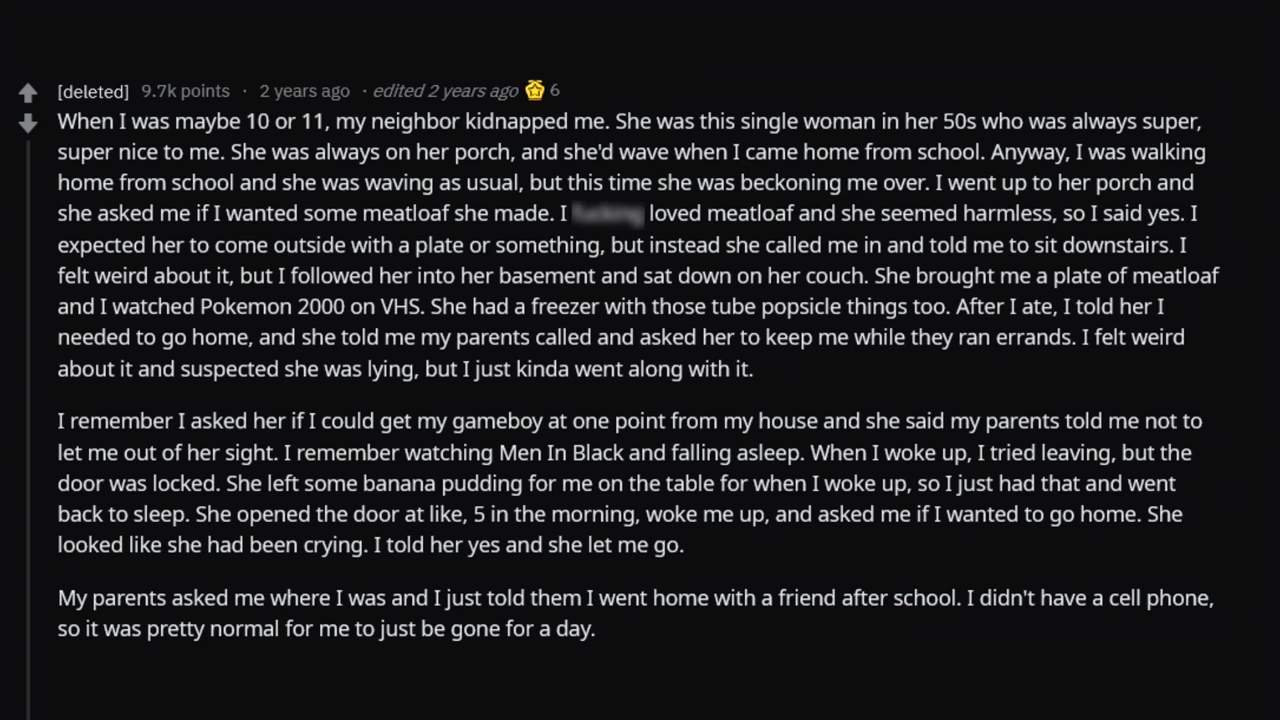 [deleted] 9.7k points · 2 years ago · edited 2 years ago 6
When I was maybe 10 or 11, my neighbor kidnapped me. She was this single woman in her 50s who was always super,
super nice to me. She was always on her porch, and she'd wave when I came home from school. Anyway, I was walking
home from school and she was waving as usual, but this time she was beckoning me over. I went up to her porch and
she asked me if I wanted some meatloaf she made. I loved meatloaf and she seemed harmless, so I said yes. I
expected her to come outside with a plate or something, but instead she called me in and told me to sit downstairs. I
felt weird about it, but I followed her into her basement and sat down on her couch. She brought me a plate of meatloaf
and I watched Pokemon 2000 on VHS. She had a freezer with those tube popsicle things too. After I ate, I told her I
needed to go home, and she told me my parents called and asked her to keep me while they ran errands. I felt weird
about it and suspected she was lying, but I just kinda went along with it.
I remember I asked her if I could get my gameboy at one point from my house and she said my parents told me not to
let me out of her sight. I remember watching Men In Black and falling asleep. When I woke up, I tried leaving, but the
door was locked. She left some banana pudding for me on the table for when I woke up, so I just had that and went
back to sleep. She opened the door at like, 5 in the morning, woke me up, and asked me if I wanted to go home. She
looked like she had been crying. I told her yes and she let me go.
My parents asked me where I was and I just told them I went home with a friend after school. I didn't have a cell phone,
so it was pretty normal for me to just be gone for a day.